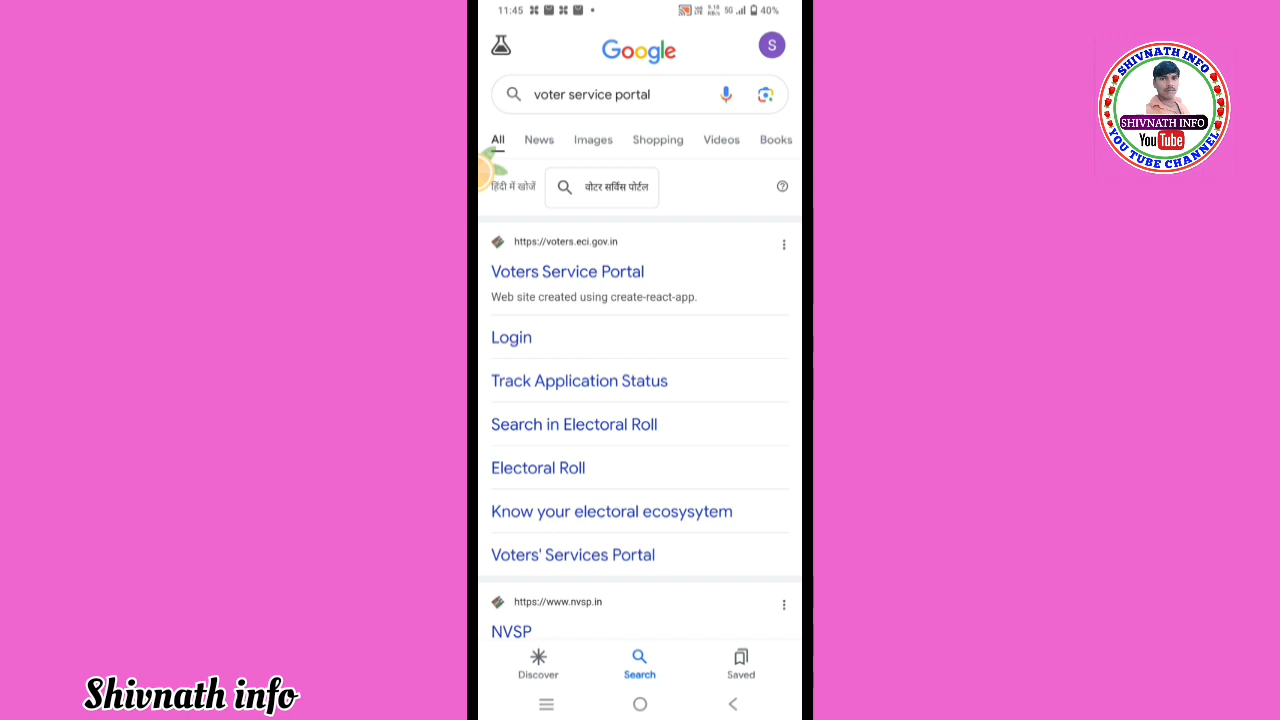 11:45
5G 40%
SHIVNATH INFO
SHIVNATH INFO
YouTube
YOU TUBE CHANNEL
Google
S
voter service portal
All News Images Shopping Videos Books
हिंदी में खोजें वोटर सर्विस पोर्टल
https://voters.eci.gov.in
Voters Service Portal
Web site created using create-react-app.
Login
Track Application Status
Search in Electoral Roll
Electoral Roll
Know your electoral ecosysytem
Voters' Services Portal
https://www.nvsp.in
NVSP
Discover Search Saved
Shivnath info